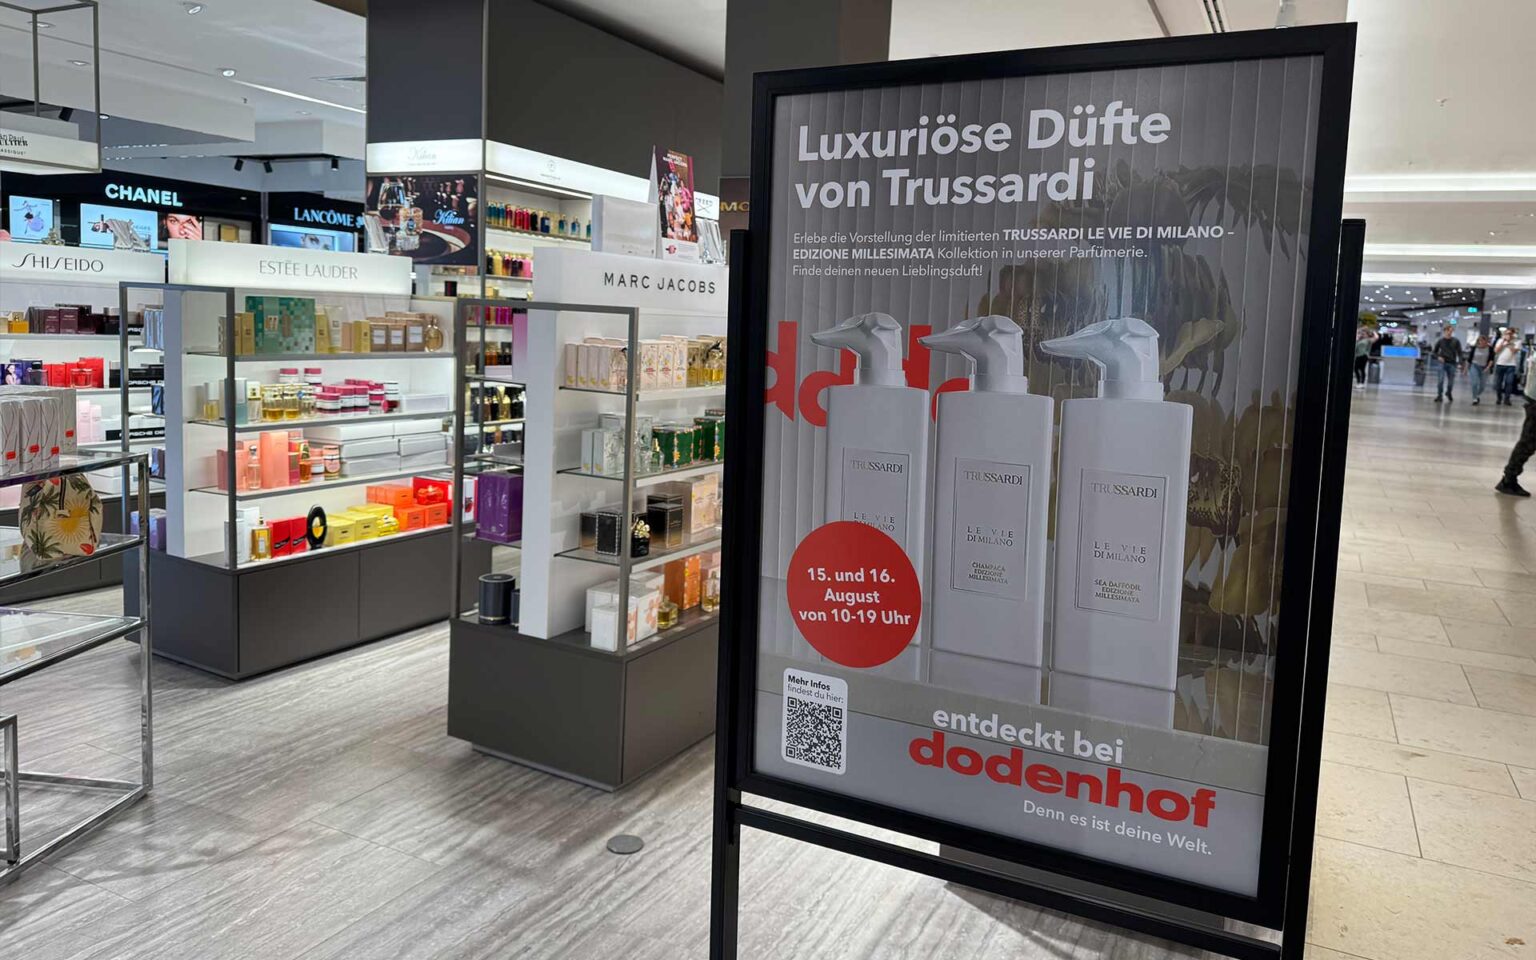 CHANEL
LANCÔME
Kilian
SHISEIDO
ESTĒE LAUDER
Kilian
MARC JACOBS
Luxuriöse Düfte
von Trussardi
Erlebe die Vorstellung der limitierten TRUSSARDI LE VIE DI MILANO –
EDIZIONE MILLESIMATA Kollektion in unserer Parfümerie.
Finde deinen neuen Lieblingsduft!
TRUSSARDI
LE VIE
DI MILANO
TRUSSARDI
LE VIE
DI MILANO
CHAMPACA
EDIZIONE
MILLESIMATA
TRUSSARDI
LE VIE
DI MILANO
SEA DAFFODIL
EDIZIONE
MILLESIMATA
15. und 16.
August
von 10-19 Uhr
Mehr Infos
findest du hier:
entdeckt bei
dodenhof
Denn es ist deine Welt.